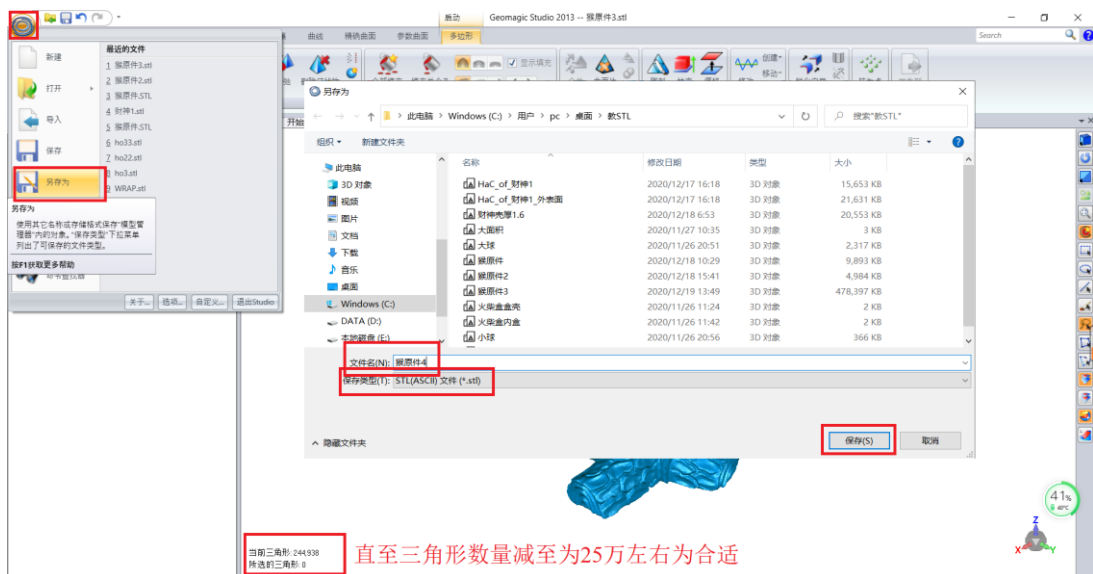 振动
Geomagic Studio 2013 -- 猴原件3.stl
曲线 精确曲面 参数曲面 多边形
Search
显示填充
创建
移动
新建
打开
导入
保存
另存为
最近的文件
1 猴原件3.stl
2 猴原件2.stl
3 猴原件.STL
4 财神1.stl
5 猴原件.STL
6 ho33.stl
7 ho22.stl
ho3.stl
9 WRAP.stl
另存为
使用其它名称或存储格式保存“模型管
理器”内的对象。“保存类型”下拉菜单
列出了可保存的文件类型。
按F1获取更多帮助
关于... 选项... 自定义... 退出Studio
开始
另存为
此电脑 › Windows (C:) › 用户 › pc › 桌面 › 教STL
搜索"教STL"
组织 新建文件夹
此电脑
3D 对象
视频
图片
文档
下载
音乐
桌面
Windows (C:)
DATA (D:)
本地磁盘 (E:)
名称 修改日期 类型 大小
HaC_of_财神1 2020/12/17 16:18 3D 对象 15,653 KB
HaC_of_财神1_外表面 2020/12/17 16:18 3D 对象 21,631 KB
财神壳厚1.6 2020/12/18 6:53 3D 对象 20,553 KB
大面积 2020/11/27 10:35 3D 对象 3 KB
大球 2020/11/26 20:51 3D 对象 2,317 KB
猴原件 2020/12/18 10:29 3D 对象 9,893 KB
猴原件2 2020/12/18 15:41 3D 对象 4,984 KB
猴原件3 2020/12/19 13:49 3D 对象 478,397 KB
火柴盒盒壳 2020/11/26 11:24 3D 对象 2 KB
火柴盒内盒 2020/11/26 11:42 3D 对象 2 KB
小球 2020/11/26 20:56 3D 对象 366 KB
文件名(N): 猴原件4
保存类型(T): STL(ASCII) 文件 (*.stl)
隐藏文件夹
保存(S) 取消
41%
40℃
Z
X Y
当前三角形: 244,938
所选的三角形: 0
直至三角形数量减至为25万左右为合适